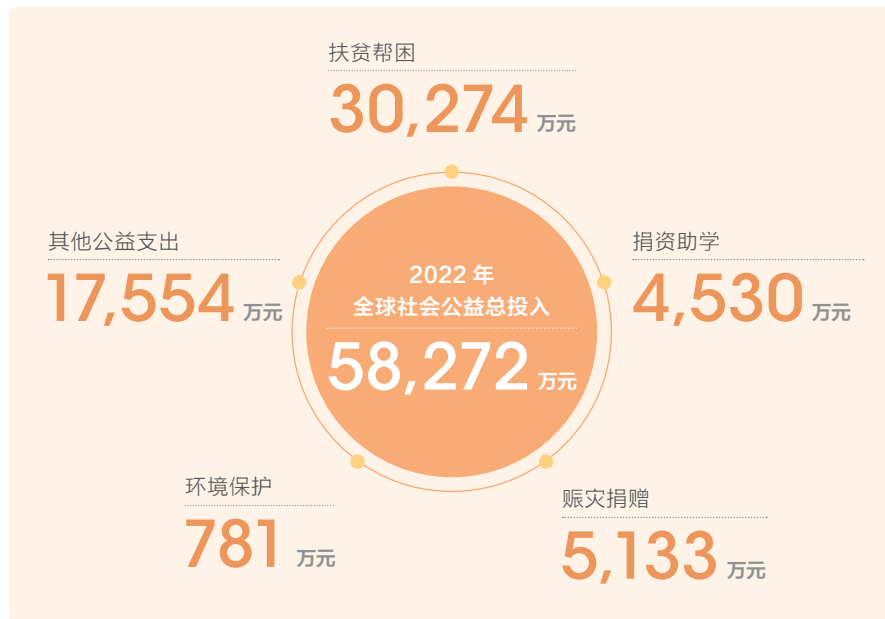 扶贫帮困
30,274 万元
其他公益支出
17,554 万元
捐资助学
4,530 万元
2022 年
全球社会公益总投入
58,272 万元
环境保护
781 万元
赈灾捐赠
5,133 万元